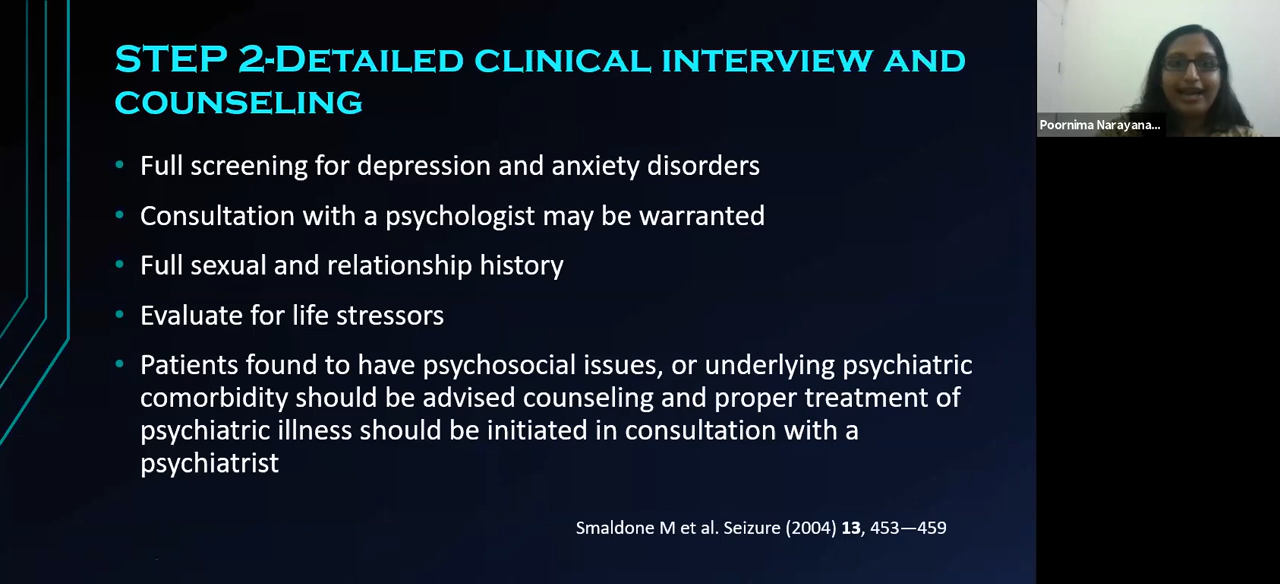 STEP 2-DETAILED CLINICAL INTERVIEW AND
COUNSELING
• Full screening for depression and anxiety disorders
• Consultation with a psychologist may be warranted
• Full sexual and relationship history
• Evaluate for life stressors
• Patients found to have psychosocial issues, or underlying psychiatric
comorbidity should be advised counseling and proper treatment of
psychiatric illness should be initiated in consultation with a
psychiatrist
Smaldone M et al. Seizure (2004) 13, 453—459
Poornima Narayana...